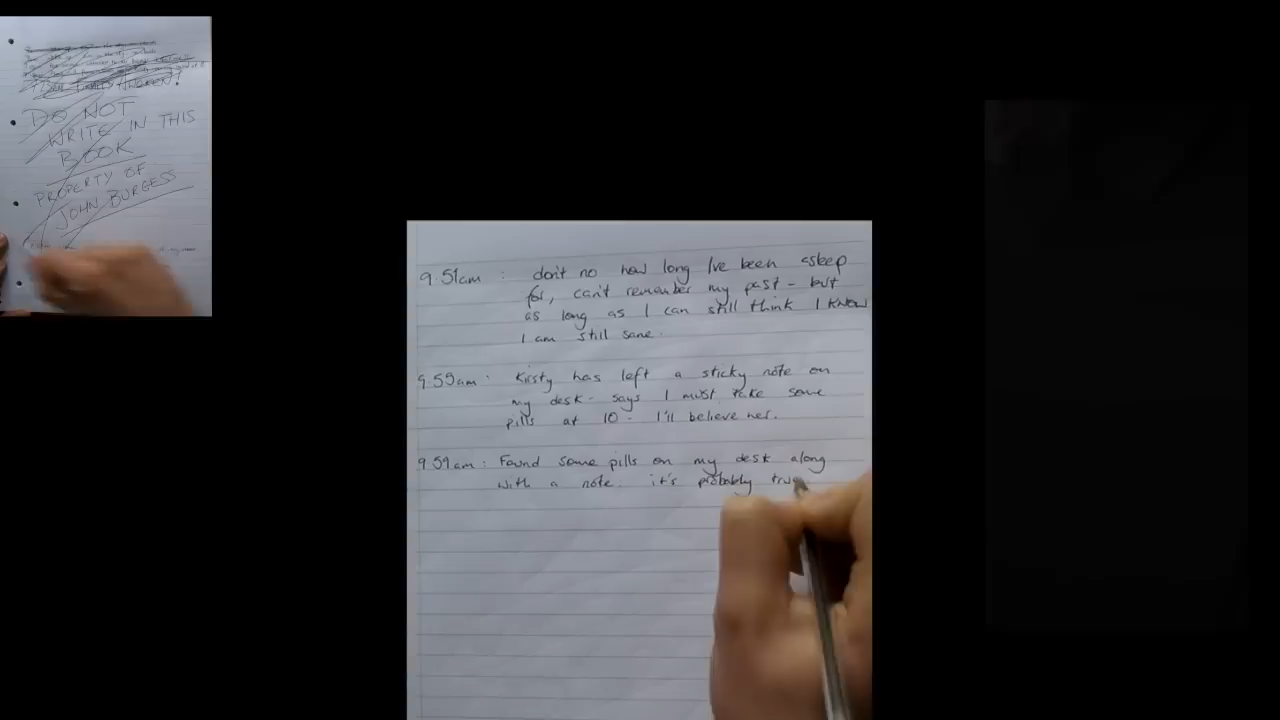 DO NOT
WRITE IN THIS
BOOK
PROPERTY OF
JOHN BURGESS
9.51am : don't no how long I've been asleep
for, can't remember my past - but
as long as I can still think I know
I am still sane.
9.55am : Kirsty has left a sticky note on
my desk - says I must take some
pills at 10 - I'll believe her.
9.59am : Found some pills on my desk along
with a note. it's probably true